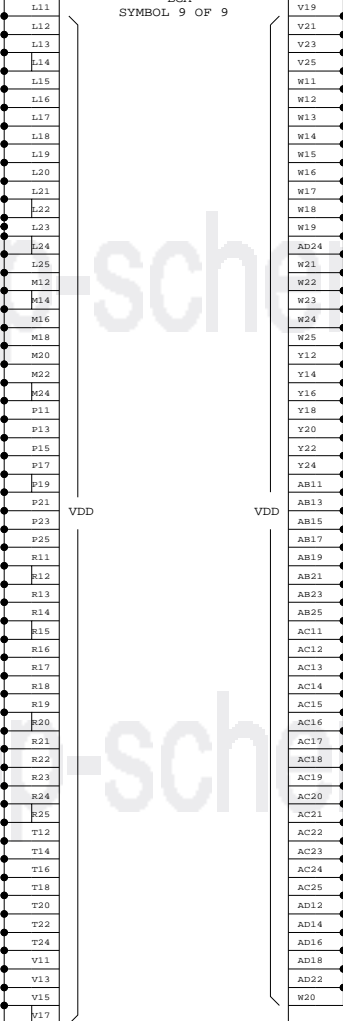 SYMBOL 9 OF 9
L11
L12
L13
L14
L15
L16
L17
L18
L19
L20
L21
L22
L23
L24
L25
M12
M14
M16
M18
M20
M22
M24
P11
P13
P15
P17
P19
P21
P23
P25
R11
R12
R13
R14
R15
R16
R17
R18
R19
R20
R21
R22
R23
R24
R25
T12
T14
T16
T18
T20
T22
T24
V11
V13
V15
V17
VDD
VDD
V19
V21
V23
V25
W11
W12
W13
W14
W15
W16
W17
W18
W19
AD24
W21
W22
W23
W24
W25
Y12
Y14
Y16
Y18
Y20
Y22
Y24
AB11
AB13
AB15
AB17
AB19
AB21
AB23
AB25
AC11
AC12
AC13
AC14
AC15
AC16
AC17
AC18
AC19
AC20
AC21
AC22
AC23
AC24
AC25
AD12
AD14
AD16
AD18
AD22
W20
p-sche
p-sche